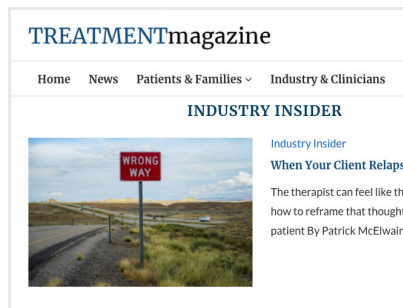 TREATMENTmagazine
Home News Patients & Families Industry & Clinicians
INDUSTRY INSIDER
WRONG
WAY
Industry Insider
When Your Client Relaps
The therapist can feel like th
how to reframe that thought
patient By Patrick McElwain